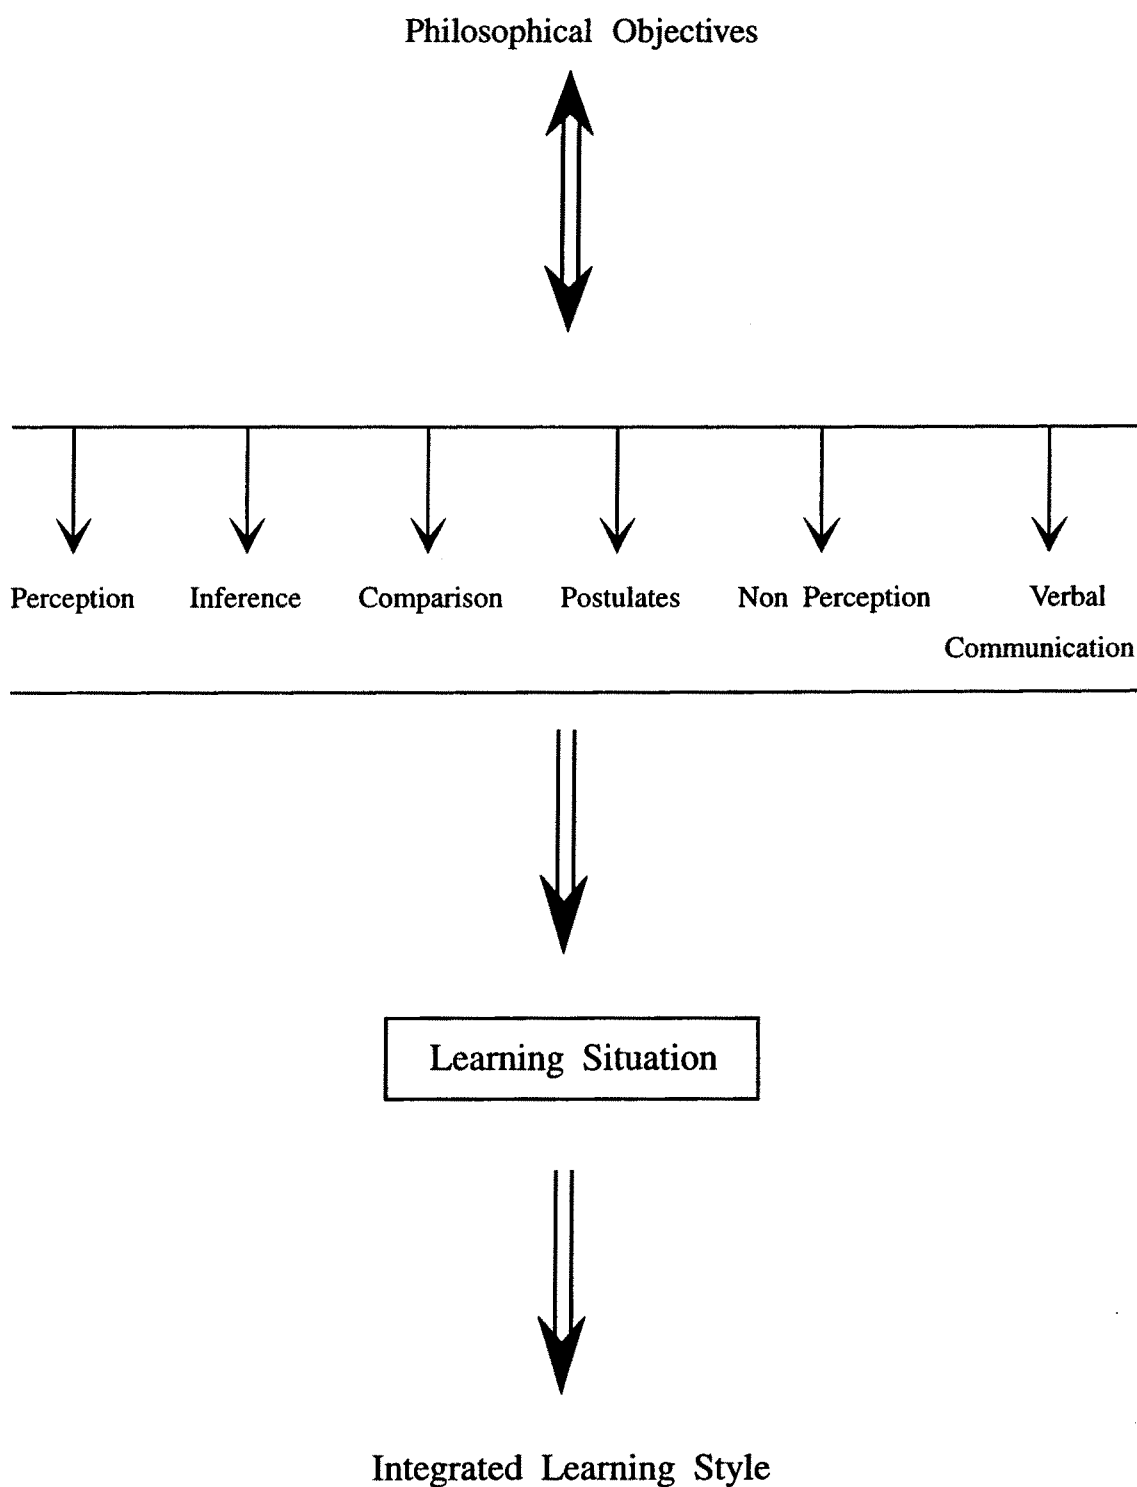 Philosophical Objectives
Perception Inference Comparison Postulates Non Perception Verbal
Communication
Learning Situation
Integrated Learning Style